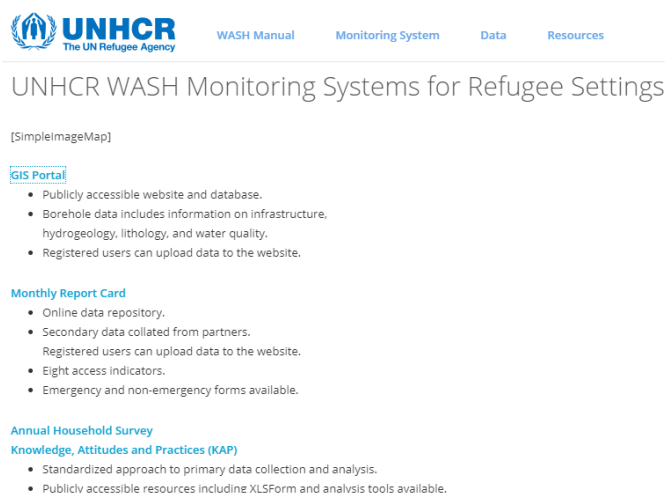 UNHCR
The UN Refugee Agency
WASH Manual Monitoring System Data Resources
UNHCR WASH Monitoring Systems for Refugee Settings
[SimpleImageMap]
GIS Portal
• Publicly accessible website and database.
• Borehole data includes information on infrastructure,
hydrogeology, lithology, and water quality.
• Registered users can upload data to the website.
Monthly Report Card
• Online data repository.
• Secondary data collated from partners.
Registered users can upload data to the website.
• Eight access indicators.
• Emergency and non-emergency forms available.
Annual Household Survey
Knowledge, Attitudes and Practices (KAP)
• Standardized approach to primary data collection and analysis.
• Publicly accessible resources including XLSForm and analysis tools available.